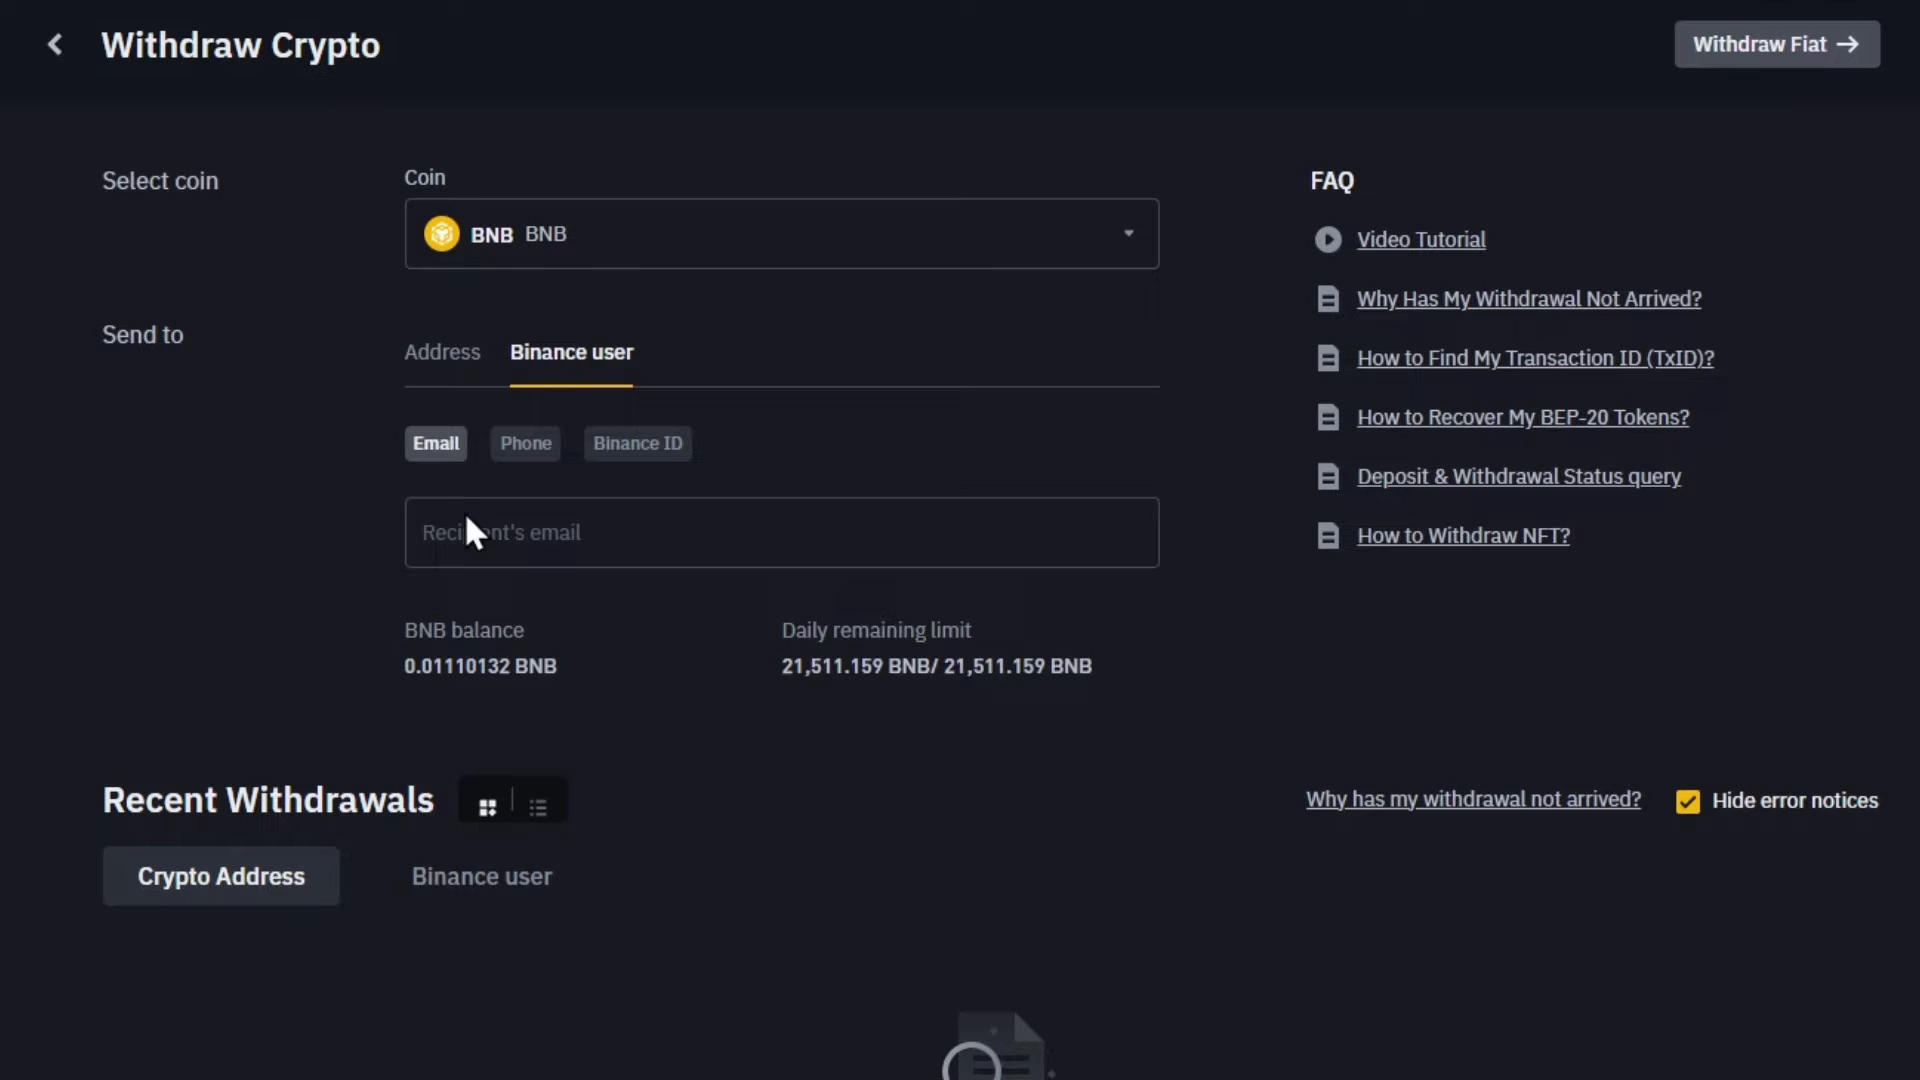 Withdraw Crypto
Withdraw Fiat →
Select coin
Coin
BNB BNB
Send to
Address Binance user
Email Phone Binance ID
Recipient's email
BNB balance
0.01110132 BNB
Daily remaining limit
21,511.159 BNB/ 21,511.159 BNB
FAQ
Video Tutorial
Why Has My Withdrawal Not Arrived?
How to Find My Transaction ID (TxID)?
How to Recover My BEP-20 Tokens?
Deposit & Withdrawal Status query
How to Withdraw NFT?
Recent Withdrawals
Why has my withdrawal not arrived?
Hide error notices
Crypto Address Binance user